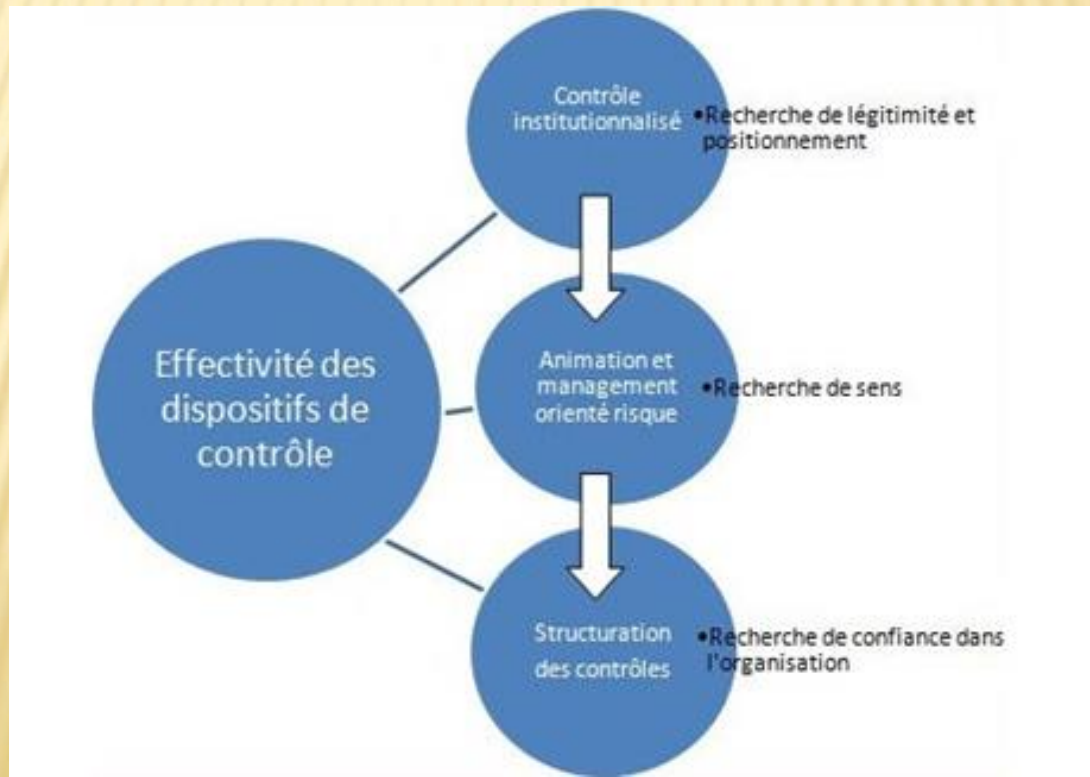 Contrôle
institutionnalisé
•Recherche de légitimité et
positionnement
Effectivité des
dispositifs de
contrôle
Animation et
management
orienté risque
•Recherche de sens
Structuration
des contrôles
•Recherche de confiance dans
l'organisation